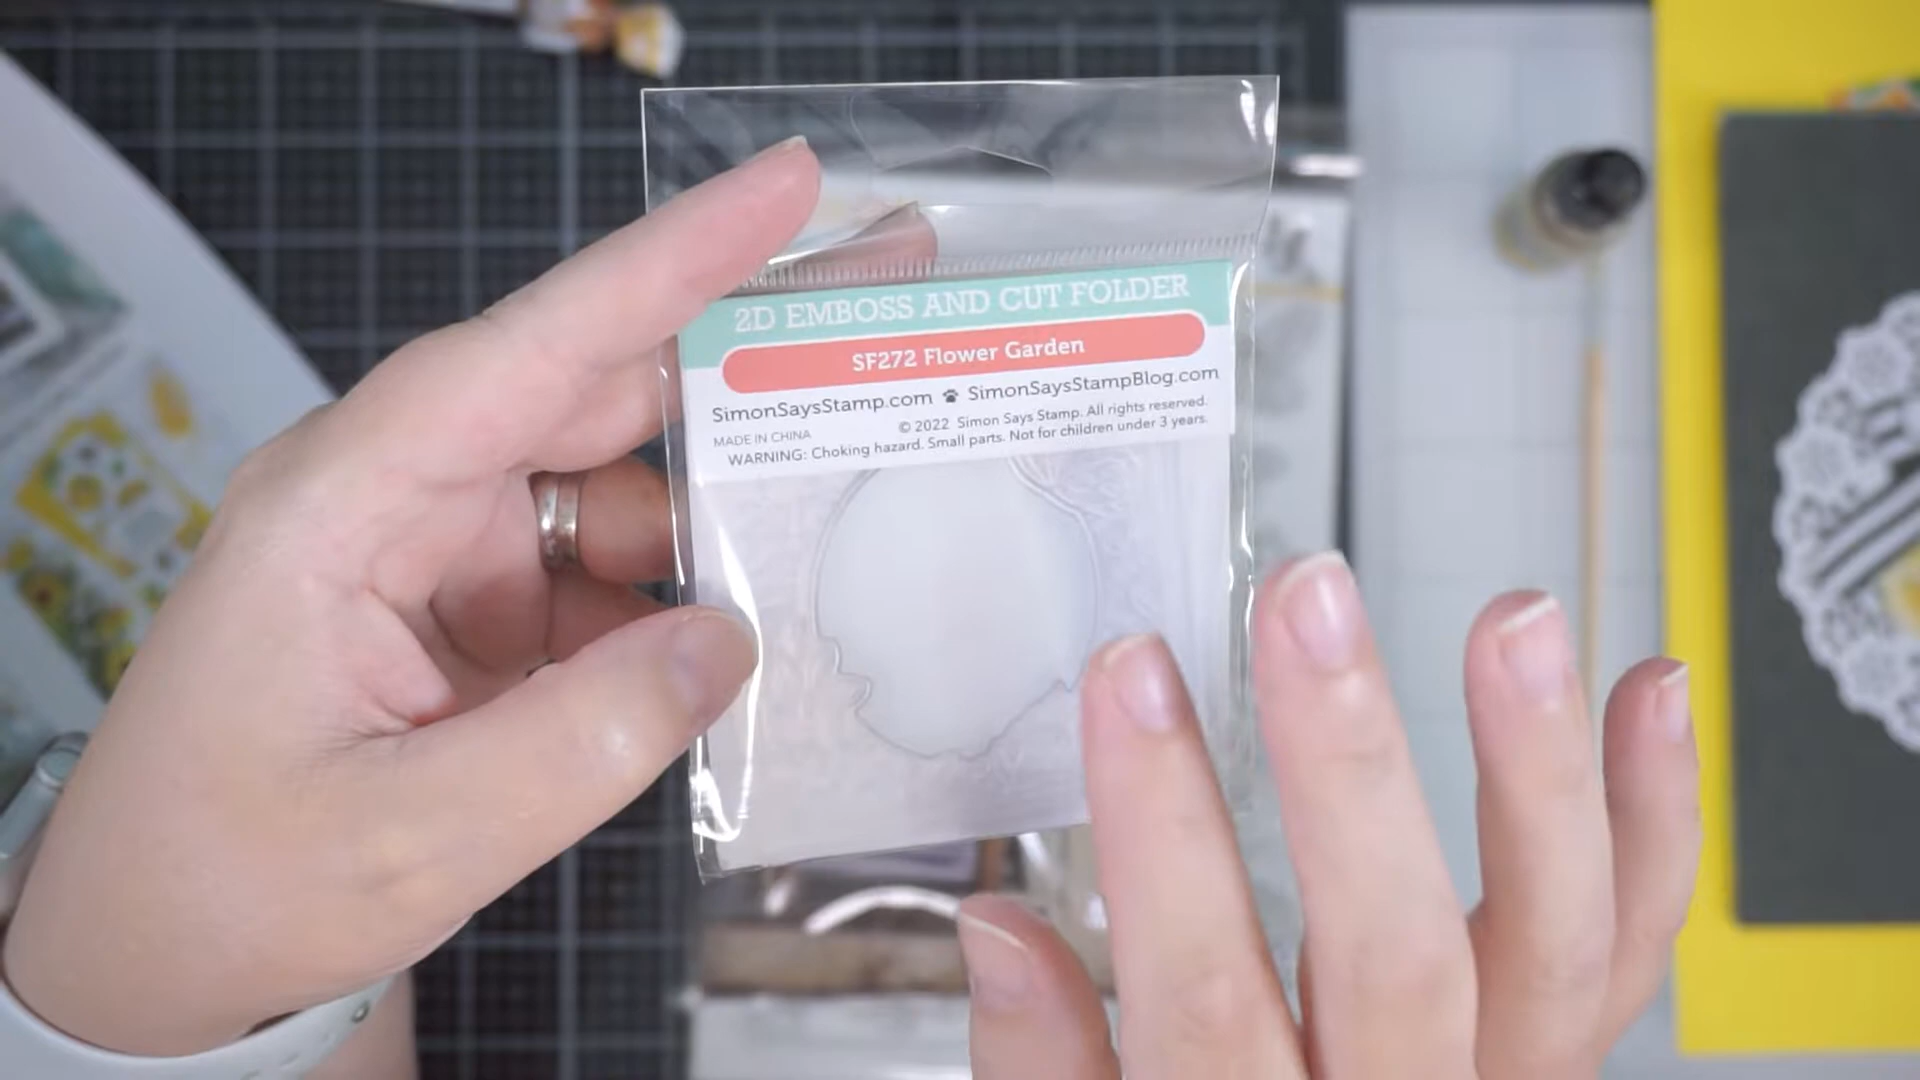 2D EMBOSS AND CUT FOLDER
SF272 Flower Garden
SimonSaysStamp.com SimonSaysStampBlog.com
© 2022 Simon Says Stamp. All rights reserved.
MADE IN CHINA
WARNING: Choking hazard. Small parts. Not for children under 3 years.